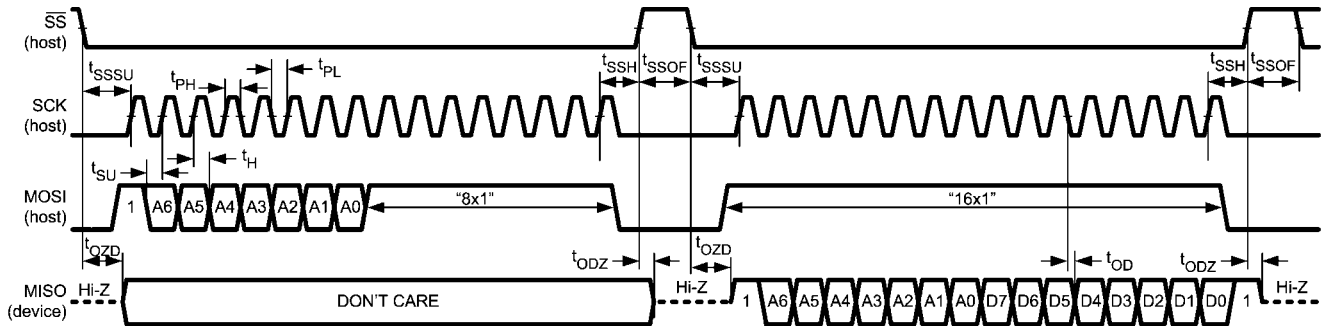 SS
(host)
tSSSU
tPH
tPL
tSSH
tSSOF
tSSSU
tSSH
tSSOF
SCK
(host)
tSU
tH
MOSI
(host)
1 A6 A5 A4 A3 A2 A1 A0 “8x1”
“16x1”
tOZD
tODZ
tOZD
tOD
tODZ
MISO
(device)
Hi-Z
DON'T CARE
Hi-Z
1 A6 A5 A4 A3 A2 A1 A0 D7 D6 D5 D4 D3 D2 D1 D0 1
Hi-Z